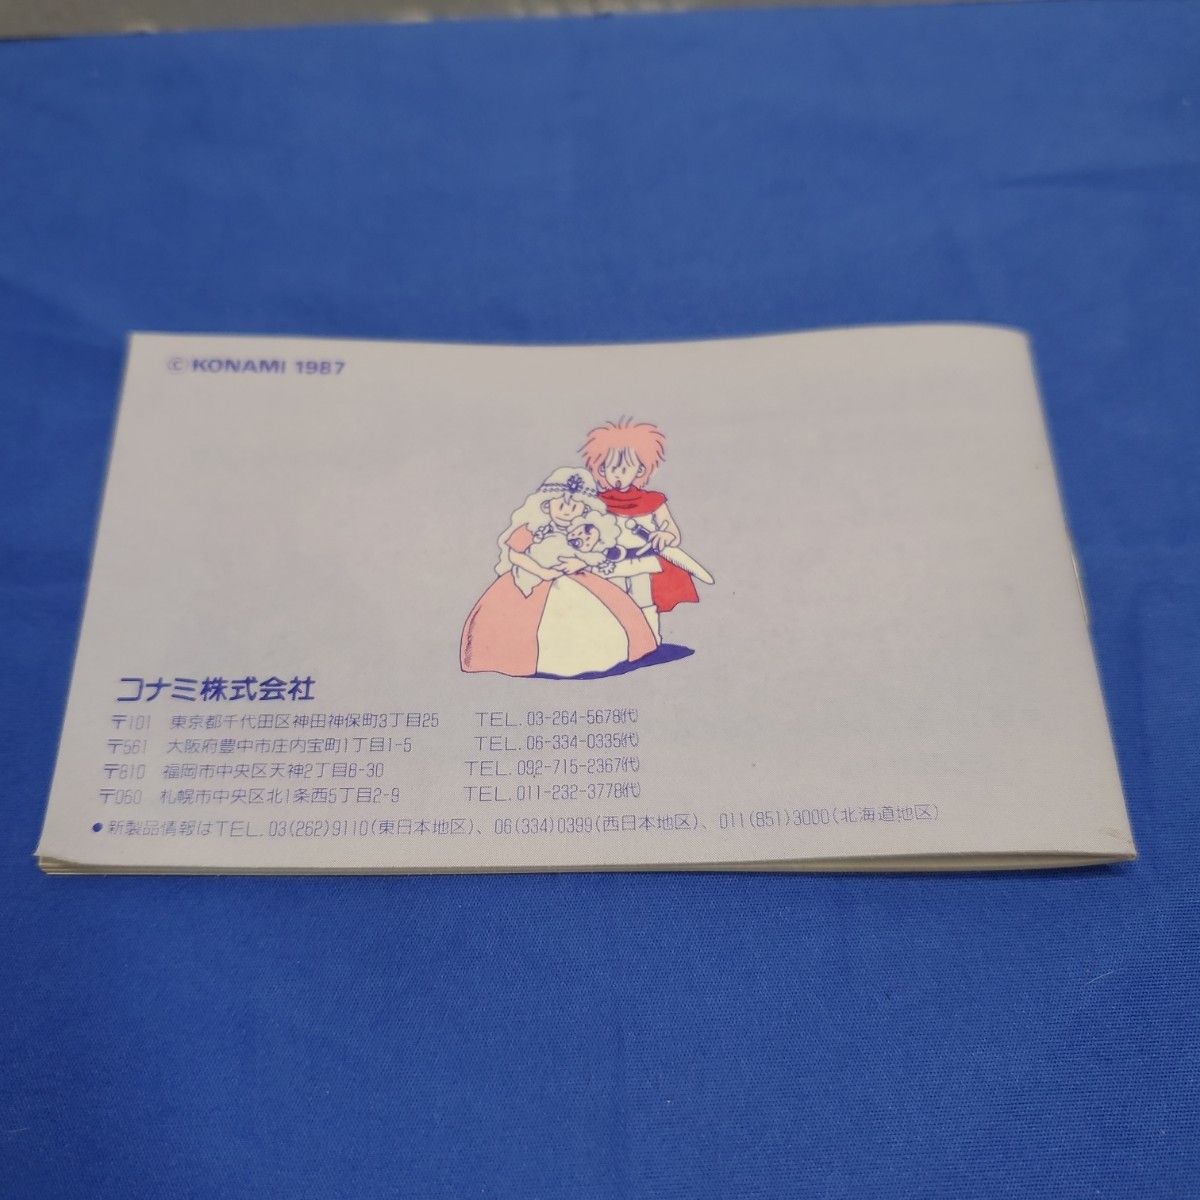 ©KONAMI 1987
コナミ株式会社
〒101 東京都千代田区神田神保町3丁目25 TEL.03-264-5678㈹
〒561 大阪府豊中市庄内宝町1丁目1-5 TEL.06-334-0335㈹
〒810 福岡市中央区天神2丁目8-30 TEL.092-715-2367㈹
〒060 札幌市中央区北1条西5丁目2-9 TEL.011-232-3778㈹
●新製品情報はTEL.03(262)9110(東日本地区)、06(334)0399(西日本地区)、011(851)3000(北海道地区)